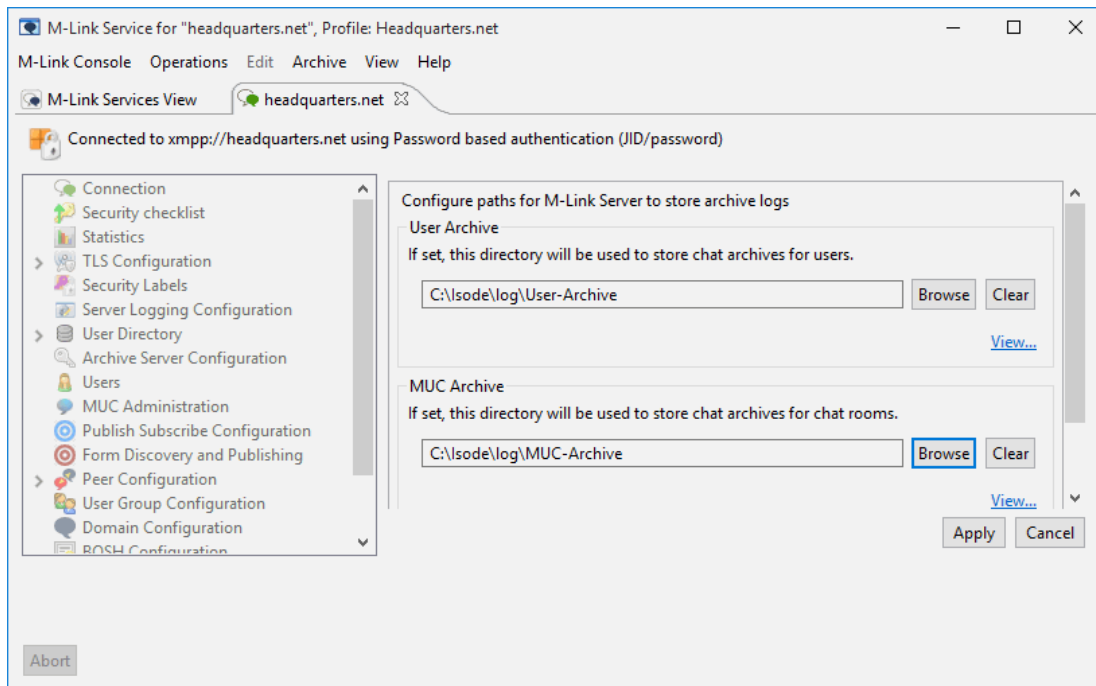 M-Link Service for "headquarters.net", Profile: Headquarters.net
M-Link Console Operations Edit Archive View Help
M-Link Services View headquarters.net
Connected to xmpp://headquarters.net using Password based authentication (JID/password)
Connection
Security checklist
Statistics
TLS Configuration
Security Labels
Server Logging Configuration
User Directory
Archive Server Configuration
Users
MUC Administration
Publish Subscribe Configuration
Form Discovery and Publishing
Peer Configuration
User Group Configuration
Domain Configuration
BOSH Configuration
Configure paths for M-Link Server to store archive logs
User Archive
If set, this directory will be used to store chat archives for users.
C:\Isode\log\User-Archive Browse Clear
View...
MUC Archive
If set, this directory will be used to store chat archives for chat rooms.
C:\Isode\log\MUC-Archive Browse Clear
View...
Apply Cancel
Abort